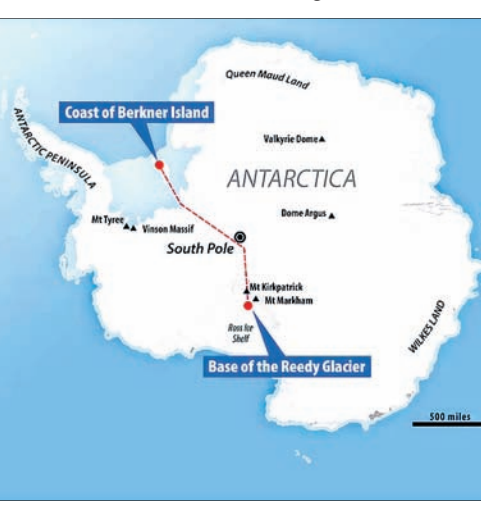 Queen Maud Land
Coast of Berkner Island
ANTARCTIC PENINSULA
Valkyrie Dome
ANTARCTICA
Dome Argus
Mt Tyree
Vinson Massif
South Pole
Mt Kirkpatrick
Mt Markham
Ross Ice
Shelf
WILKES LAND
Base of the Reedy Glacier
500 miles